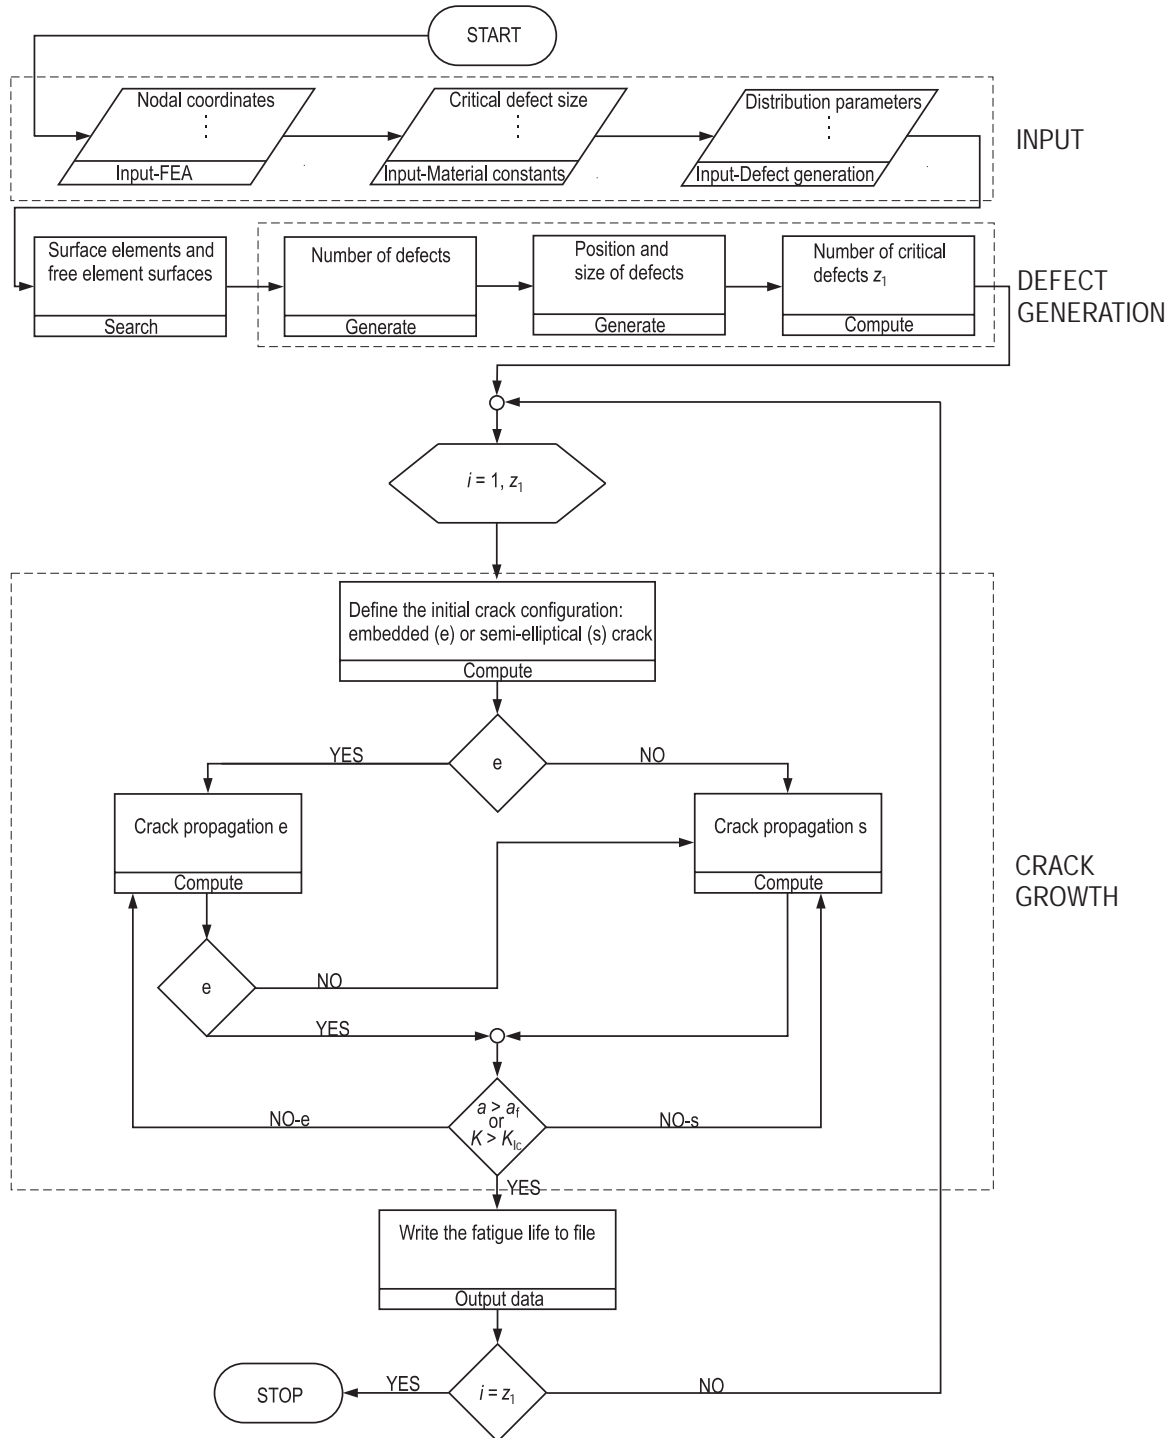 START
Nodal coordinates
Input-FEA
Critical defect size
Input-Material constants
Distribution parameters
Input-Defect generation
INPUT
Surface elements and
free element surfaces
Search
Number of defects
Generate
Position and
size of defects
Generate
Number of critical
defects z₁
Compute
DEFECT
GENERATION
i = 1, z₁
Define the initial crack configuration:
embedded (e) or semi-elliptical (s) crack
Compute
YES
e
NO
Crack propagation e
Compute
Crack propagation s
Compute
CRACK
GROWTH
e
NO
YES
NO-e
a > a_f
or
K > K_Ic
NO-s
YES
Write the fatigue life to file
Output data
STOP
YES
i = z₁
NO